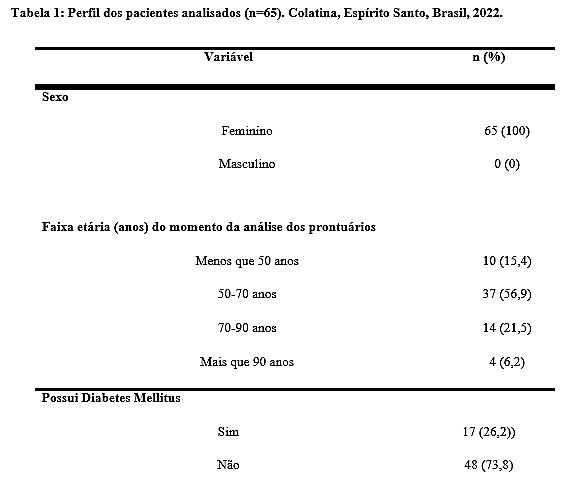 Tabela 1: Perfil dos pacientes analisados (n=65). Colatina, Espírito Santo, Brasil, 2022.
Variável n (%)
Sexo
Feminino 65 (100)
Masculino 0 (0)
Faixa etária (anos) do momento da análise dos prontuários
Menos que 50 anos 10 (15,4)
50-70 anos 37 (56,9)
70-90 anos 14 (21,5)
Mais que 90 anos 4 (6,2)
Possui Diabetes Mellitus
Sim 17 (26,2))
Não 48 (73,8)